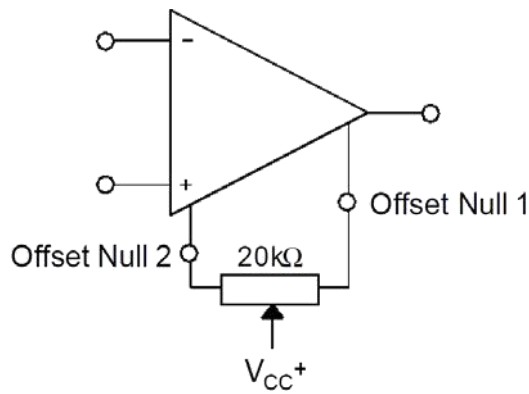 -
+
Offset Null 1
Offset Null 2
20kΩ
VCC+